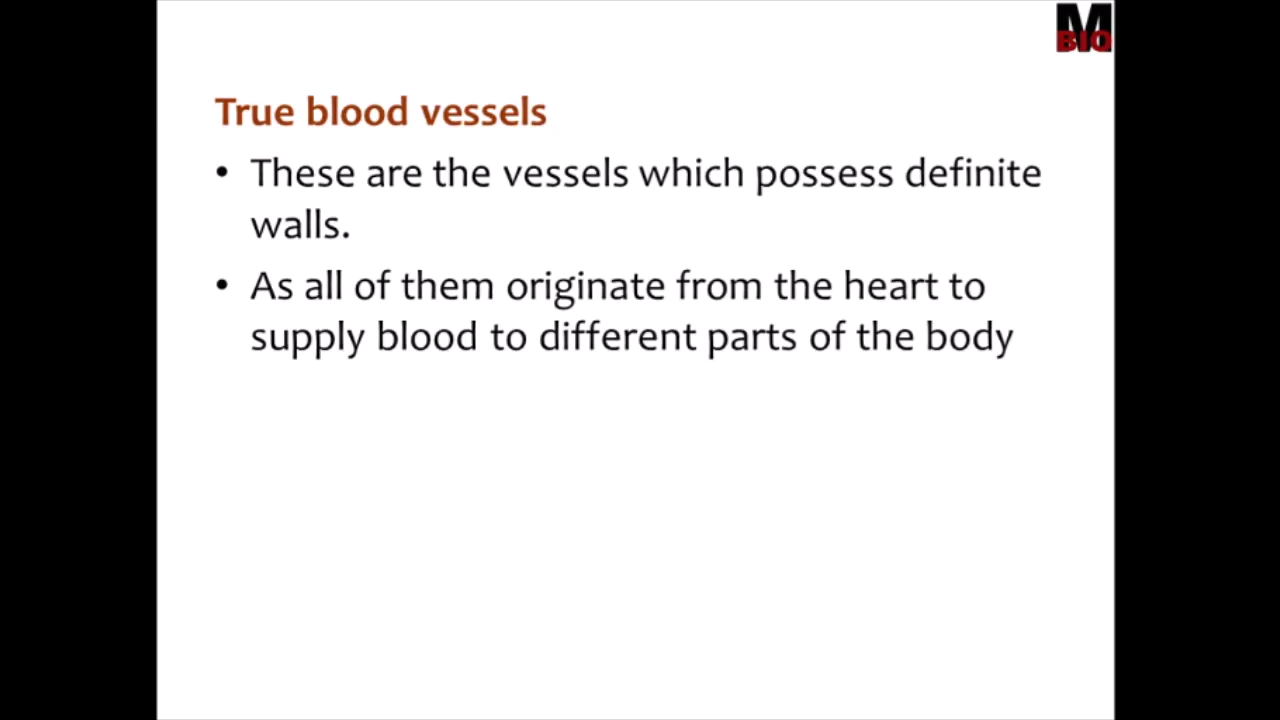 M
BIO
True blood vessels
• These are the vessels which possess definite
walls.
• As all of them originate from the heart to
supply blood to different parts of the body